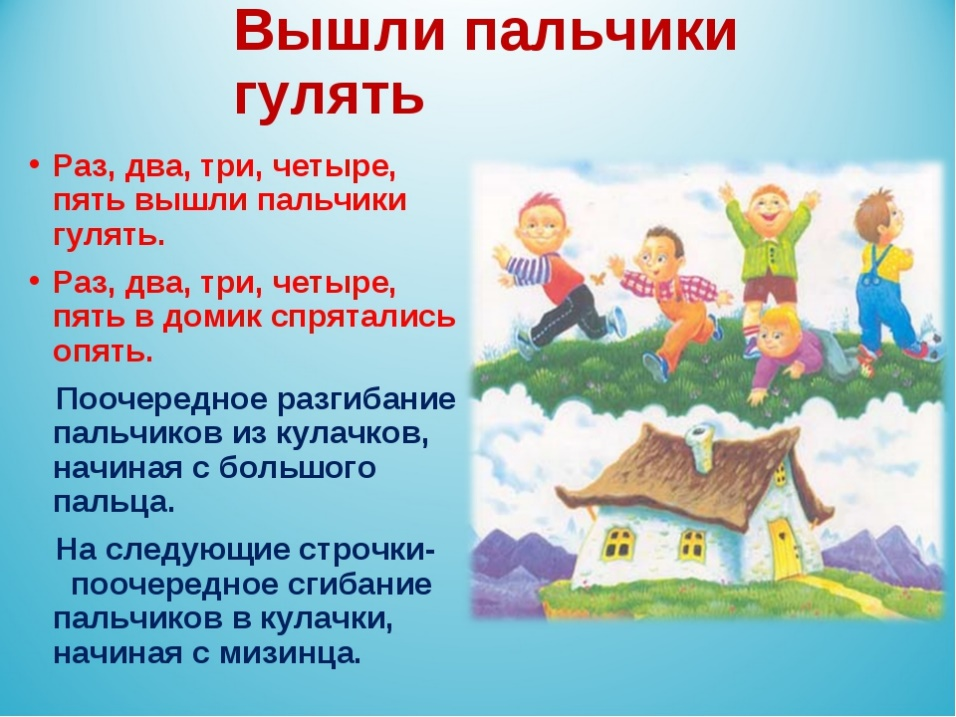 Вышли пальчики
гулять
• Раз, два, три, четыре,
пять вышли пальчики
гулять.
• Раз, два, три, четыре,
пять в домик спрятались
опять.
Поочередное разгибание
пальчиков из кулачков,
начиная с большого
пальца.
На следующие строчки-
поочередное сгибание
пальчиков в кулачки,
начиная с мизинца.